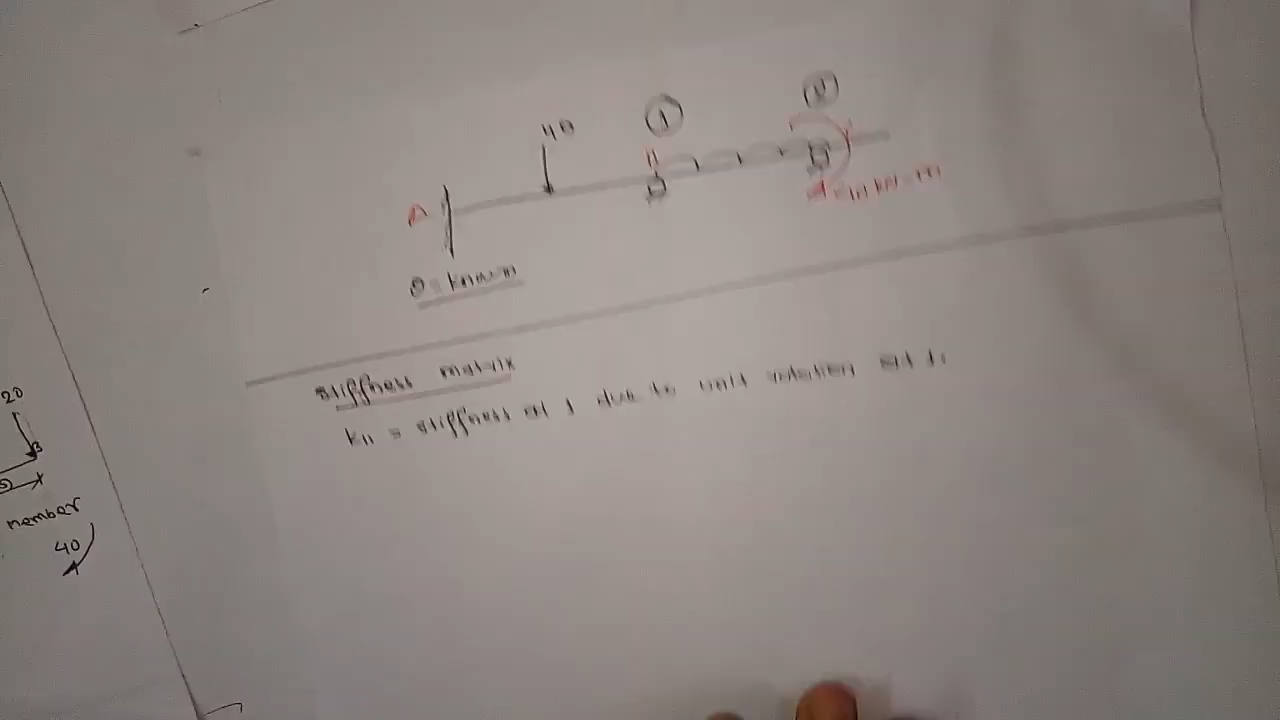 40
1
2
A
θ = known
stiffness matrix
K11 = stiffness at 1 due to unit rotation at 1.
20
B
member
40